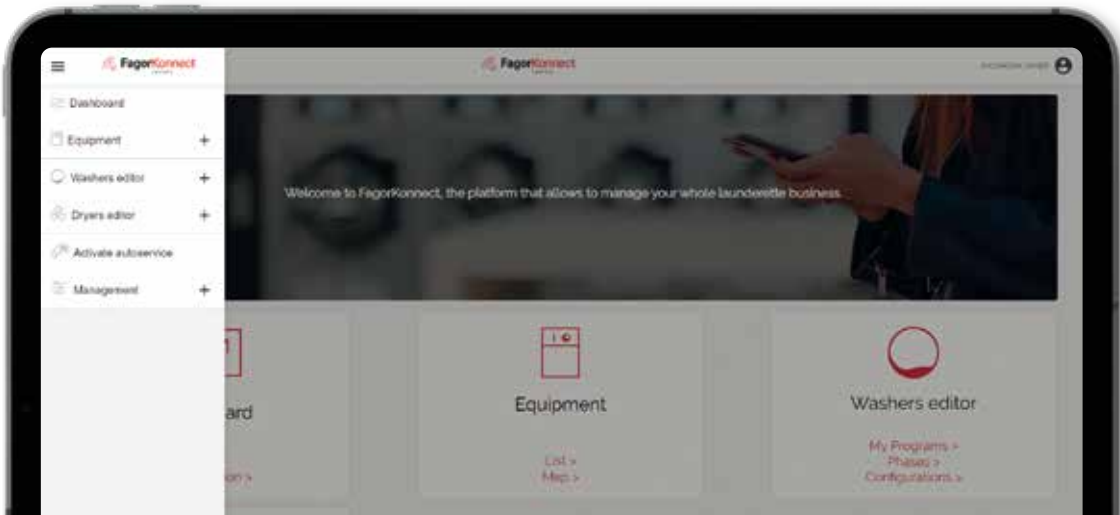 FagorKonnect
Dashboard
Equipment +
Washers editor +
Dryers editor +
Activate autoservice
Management +
FagorKonnect
Welcome to FagorKonnect, the platform that allows to manage your whole launderette business.
ard
on >
Equipment
List >
Map >
Washers editor
My Programs >
Phases >
Configurations >